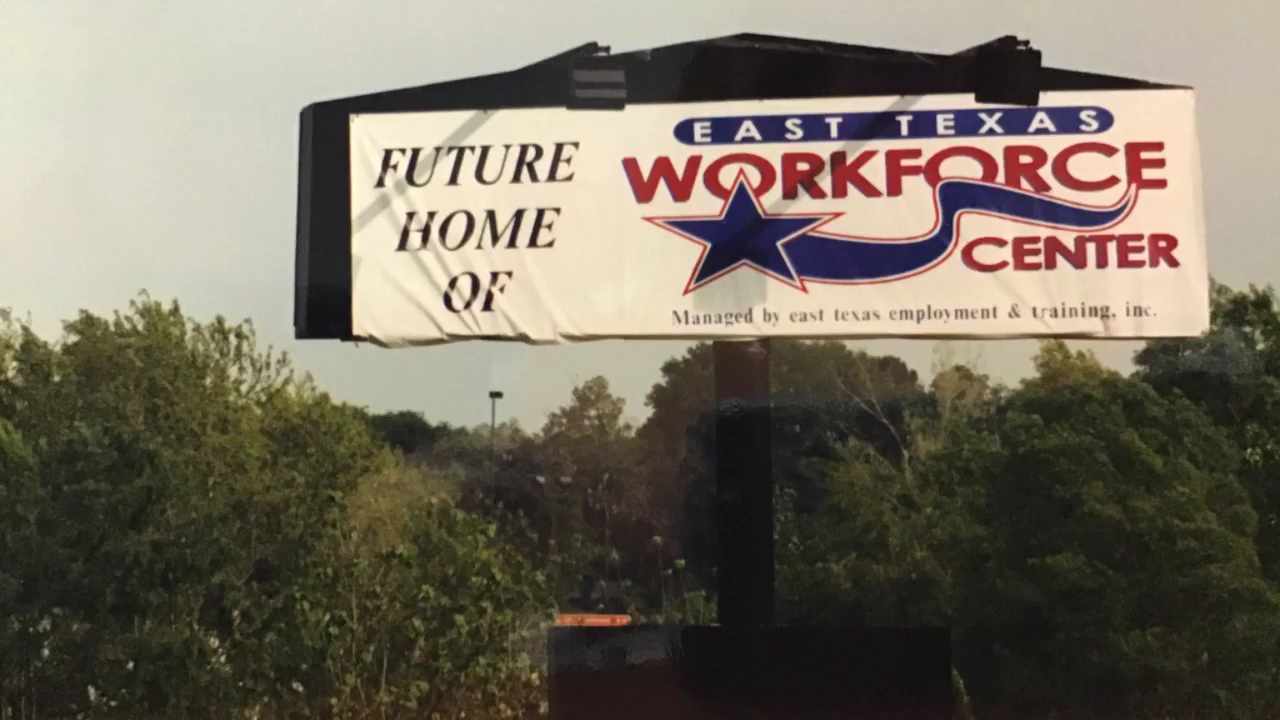 FUTURE
HOME
OF
EAST TEXAS
WORKFORCE
CENTER
Managed by east texas employment & training, inc.